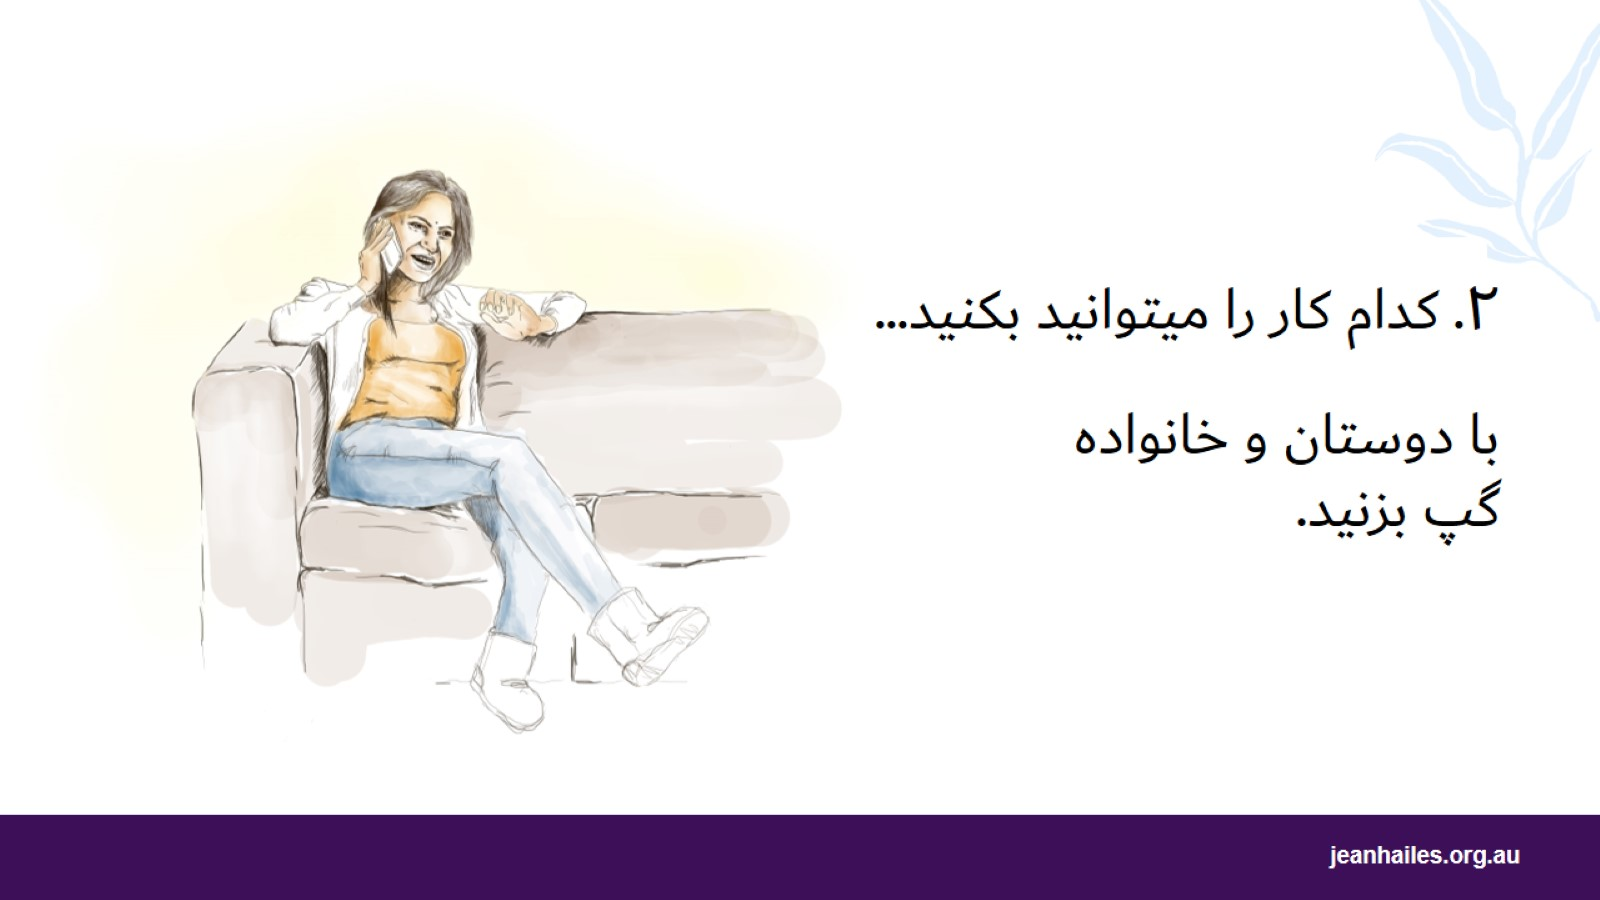 ۲. کدام کار را میتوانید بکنید...
با دوستان و خانواده
گپ بزنید.
jeanhailes.org.au